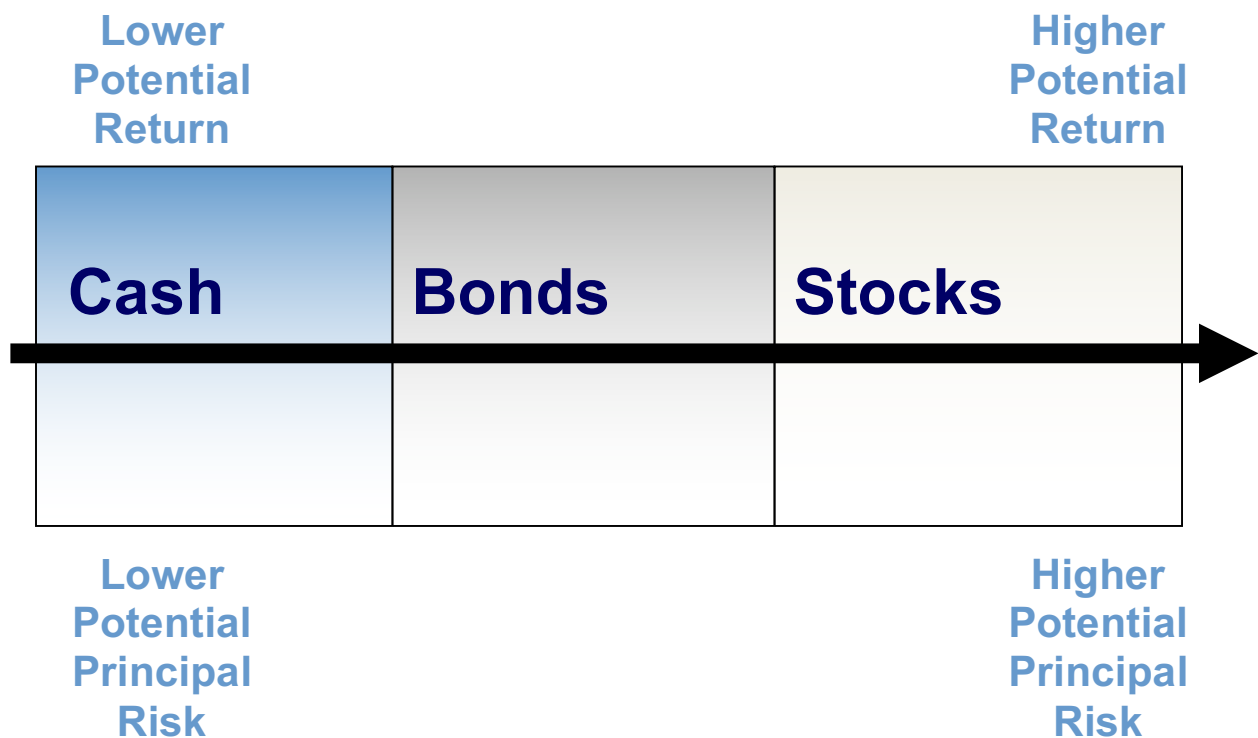 Lower
Potential
Return
Higher
Potential
Return
Cash
Bonds
Stocks
Lower
Potential
Principal
Risk
Higher
Potential
Principal
Risk